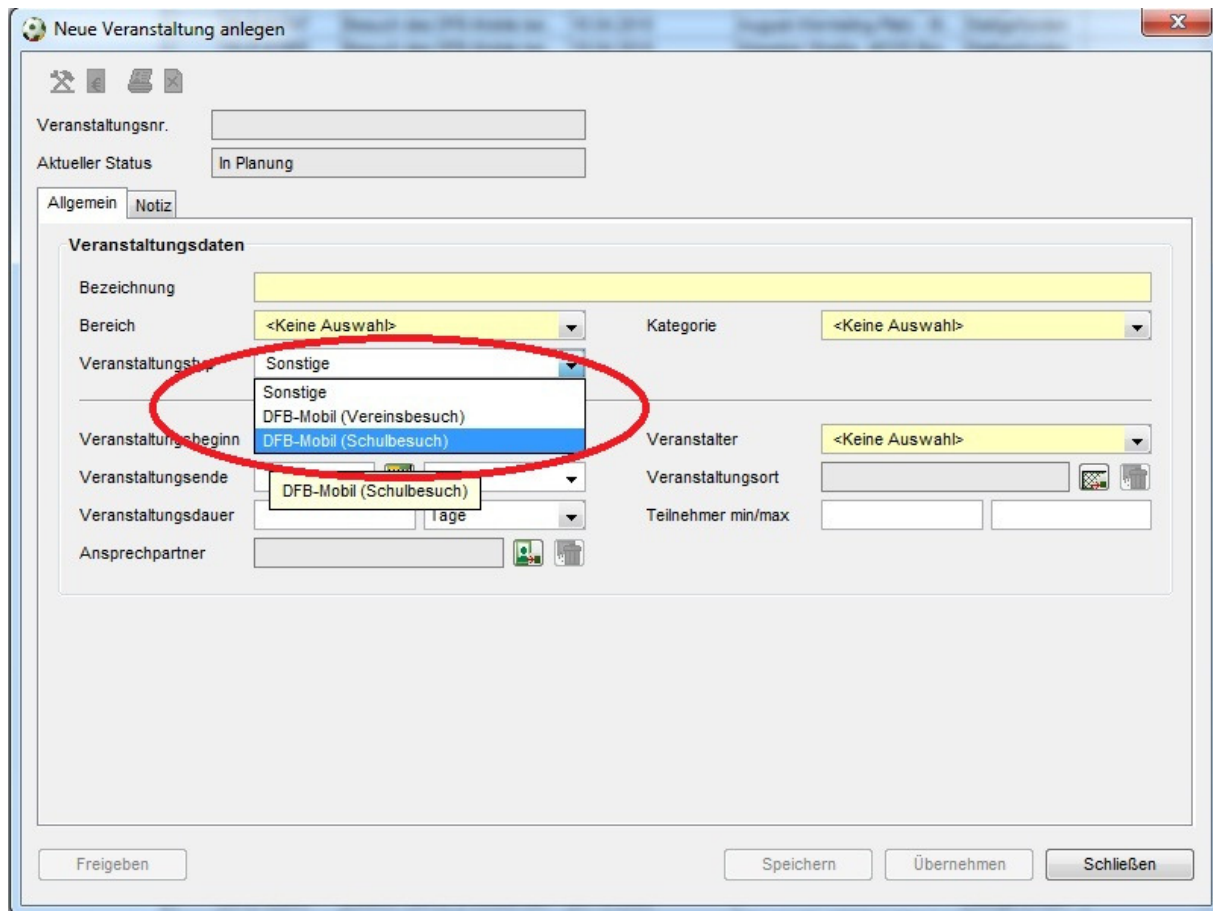 Neue Veranstaltung anlegen
Veranstaltungsnr.
Aktueller Status In Planung
Allgemein Notiz
Veranstaltungsdaten
Bezeichnung
Bereich <Keine Auswahl> Kategorie <Keine Auswahl>
Veranstaltungstyp Sonstige
Sonstige
DFB-Mobil (Vereinsbesuch)
Veranstaltungsbeginn DFB-Mobil (Schulbesuch) Veranstalter <Keine Auswahl>
Veranstaltungsende Veranstaltungsort
DFB-Mobil (Schulbesuch)
Veranstaltungsdauer Tage Teilnehmer min/max
Ansprechpartner
Freigeben Speichern Übernehmen Schließen